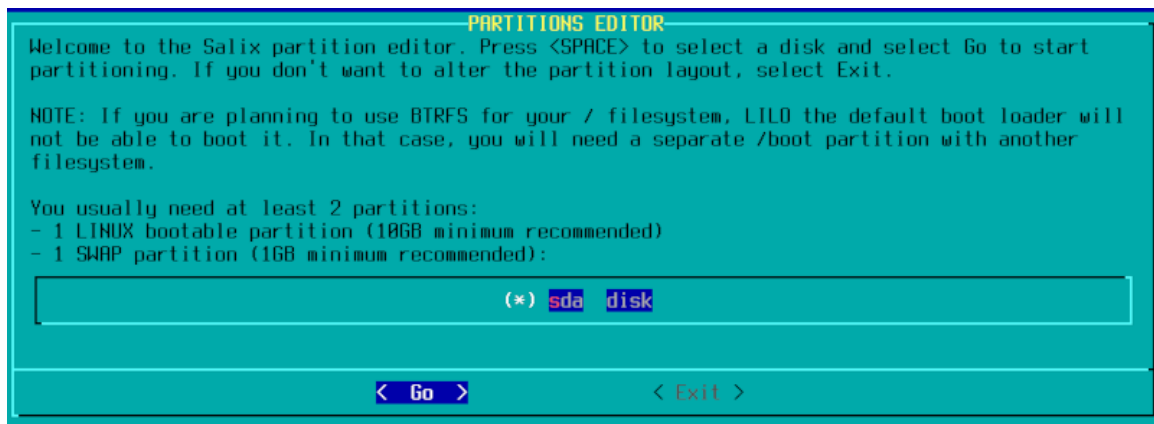 PARTITIONS EDITOR
Welcome to the Salix partition editor. Press <SPACE> to select a disk and select Go to start
partitioning. If you don't want to alter the partition layout, select Exit.
NOTE: If you are planning to use BTRFS for your / filesystem, LILO the default boot loader will
not be able to boot it. In that case, you will need a separate /boot partition with another
filesystem.
You usually need at least 2 partitions:
- 1 LINUX bootable partition (10GB minimum recommended)
- 1 SWAP partition (1GB minimum recommended):
(*) sda disk
< Go > < Exit >